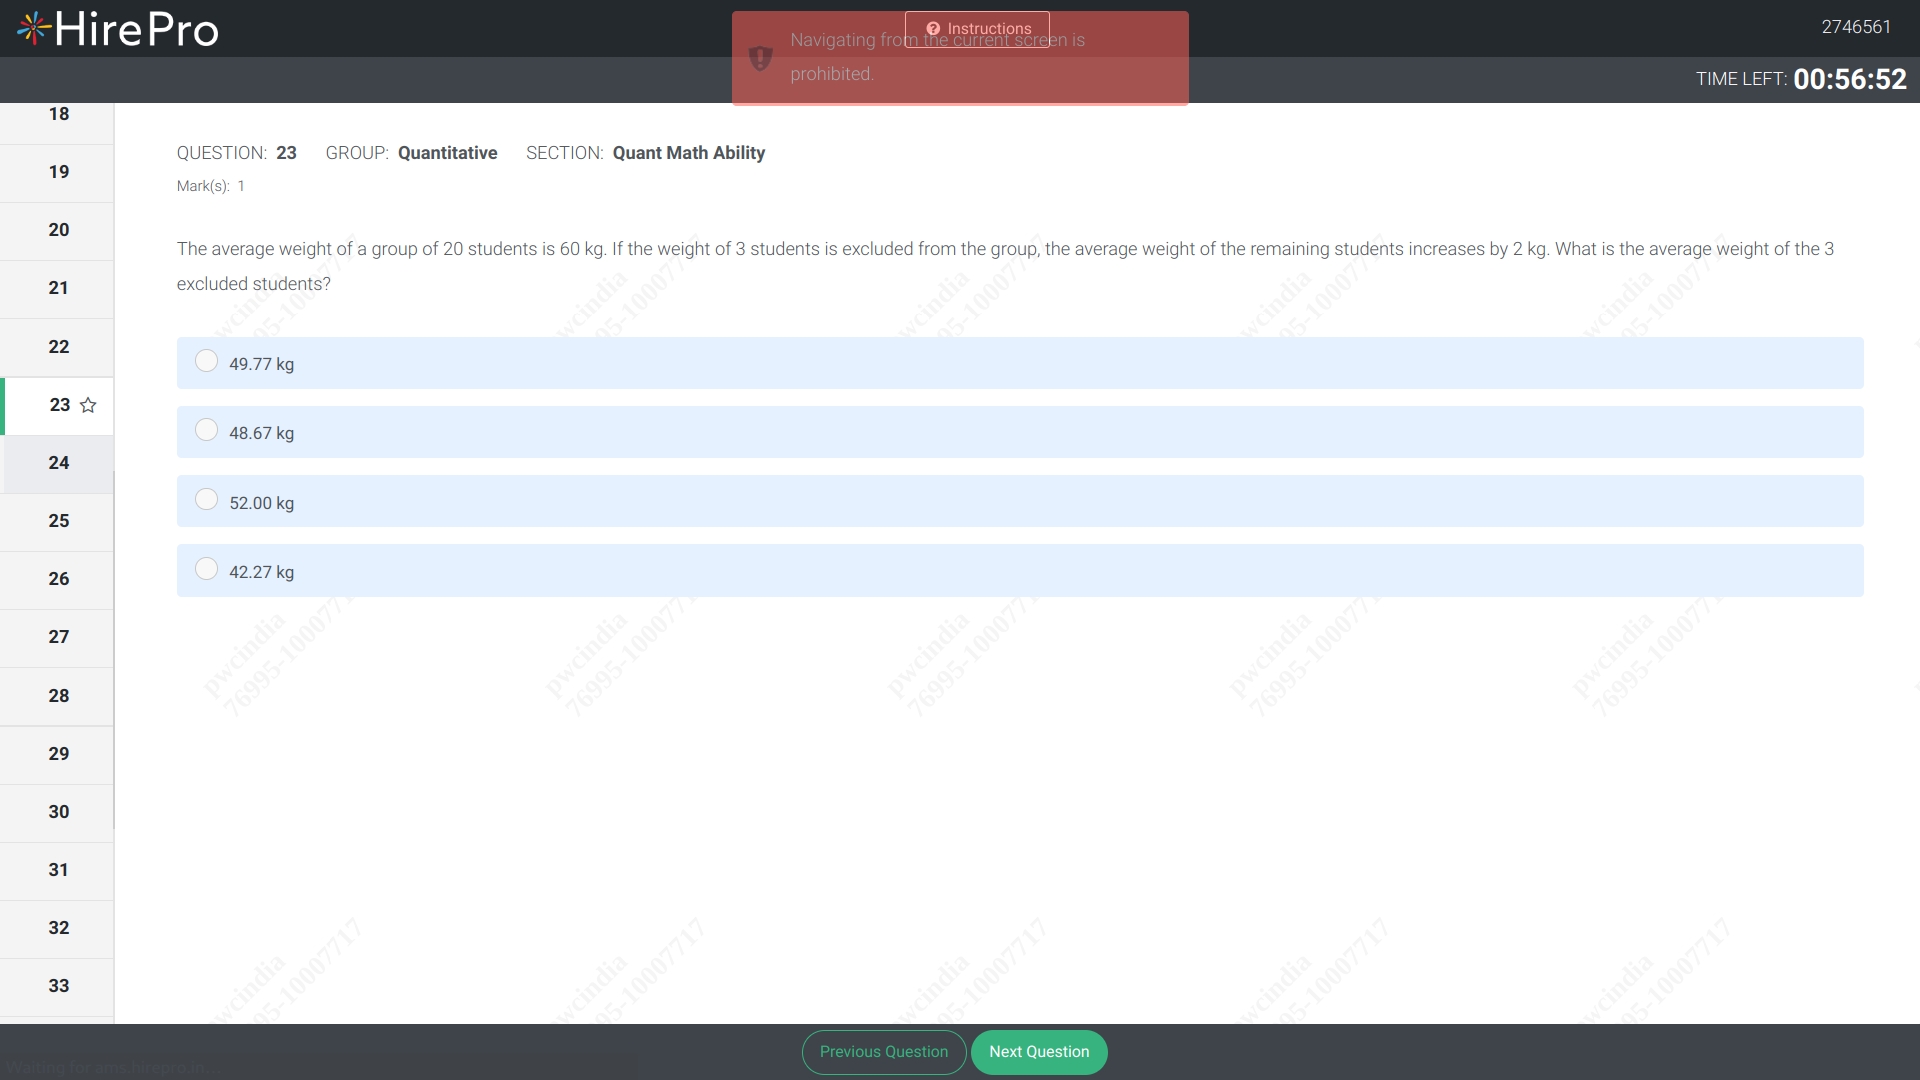 HirePro
Instructions
Navigating from the current screen is
prohibited.
2746561
TIME LEFT: 00:56:52
18
19
20
21
22
23
24
25
26
27
28
29
30
31
32
33
QUESTION: 23 GROUP: Quantitative SECTION: Quant Math Ability
Mark(s): 1
The average weight of a group of 20 students is 60 kg. If the weight of 3 students is excluded from the group, the average weight of the remaining students increases by 2 kg. What is the average weight of the 3
excluded students?
49.77 kg
48.67 kg
52.00 kg
42.27 kg
pwcindia
76995-10007717
Previous Question Next Question